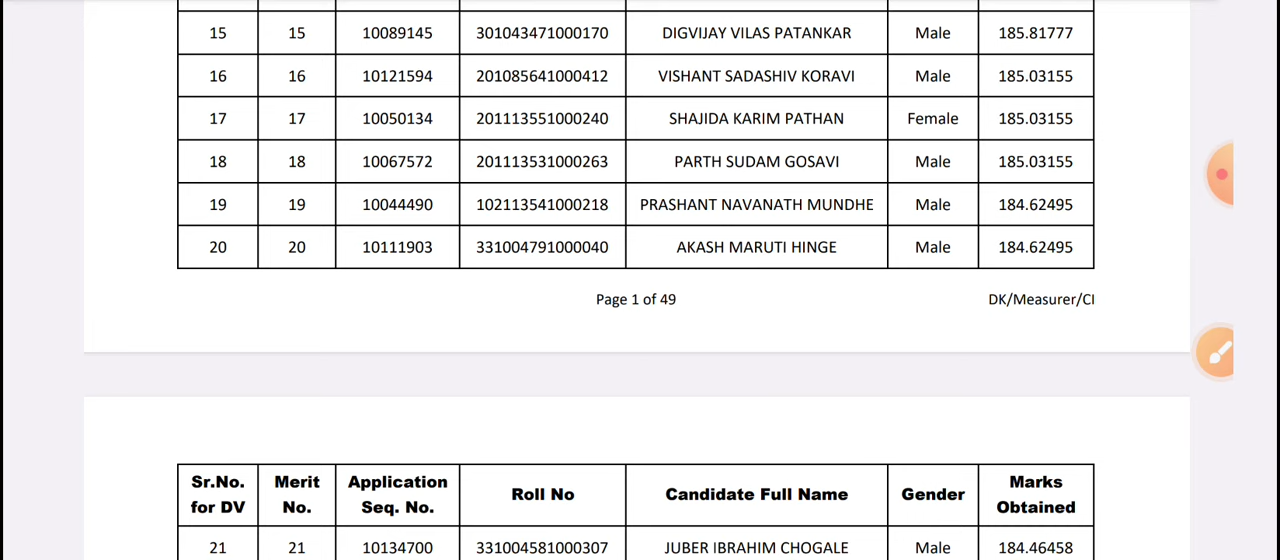 15 15 10089145 301043471000170 DIGVIJAY VILAS PATANKAR Male 185.81777
16 16 10121594 201085641000412 VISHANT SADASHIV KORAVI Male 185.03155
17 17 10050134 201113551000240 SHAJIDA KARIM PATHAN Female 185.03155
18 18 10067572 201113531000263 PARTH SUDAM GOSAVI Male 185.03155
19 19 10044490 102113541000218 PRASHANT NAVANATH MUNDHE Male 184.62495
20 20 10111903 331004791000040 AKASH MARUTI HINGE Male 184.62495
Page 1 of 49 DK/Measurer/CI
Sr.No. for DV Merit No. Application Seq. No. Roll No Candidate Full Name Gender Marks Obtained
21 21 10134700 331004581000307 JUBER IBRAHIM CHOGALE Male 184.46458